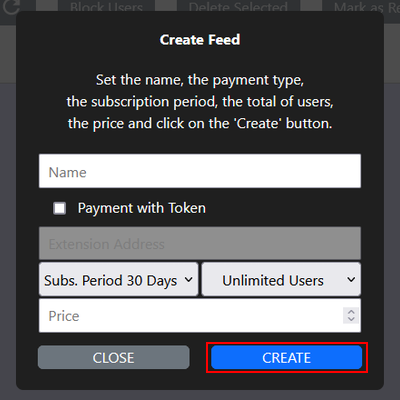 Block Users
Delete Selected
Mark as Re
Create Feed
Set the name, the payment type,
the subscription period, the total of users,
the price and click on the 'Create' button.
Name
Payment with Token
Extension Address
Subs. Period 30 Days
Unlimited Users
Price
CLOSE
CREATE